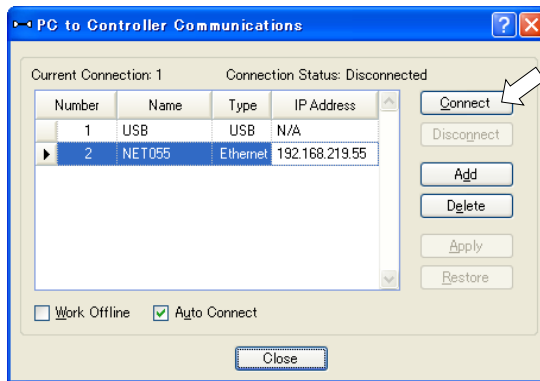 PC to Controller Communications
Current Connection: 1 Connection Status: Disconnected
Number Name Type IP Address
1 USB USB N/A
2 NET055 Ethernet 192.168.219.55
Connect
Disconnect
Add
Delete
Apply
Restore
Work Offline Auto Connect
Close